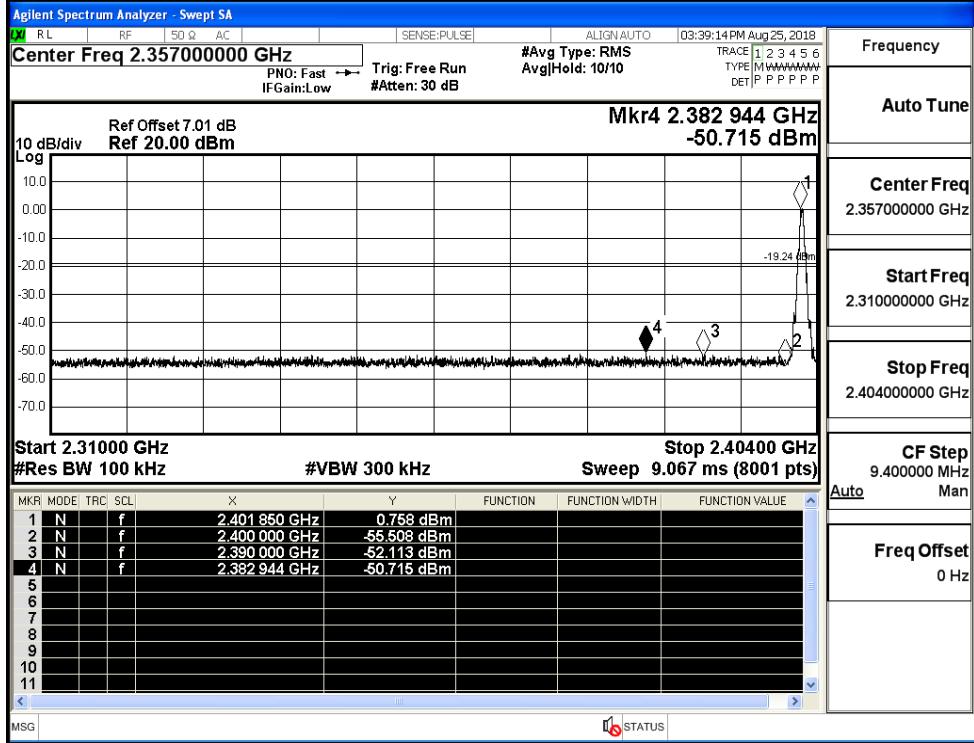 Agilent Spectrum Analyzer - Swept SA
LXI RL RF 50 Ω AC SENSE:PULSE ALIGN AUTO 03:39:14 PM Aug 25, 2018
Center Freq 2.357000000 GHz
PNO: Fast
IFGain:Low
Trig: Free Run
#Atten: 30 dB
#Avg Type: RMS
Avg|Hold: 10/10
TRACE 1 2 3 4 5 6
TYPE M WWWWW
DET P P P P P P
Mkr4 2.382 944 GHz
-50.715 dBm
Ref Offset 7.01 dB
10 dB/div Ref 20.00 dBm
Log
10.0
0.00
-10.0
-20.0
-30.0
-40.0
-50.0
-60.0
-70.0
1
-19.24 dBm
4
3
2
Start 2.31000 GHz Stop 2.40400 GHz
#Res BW 100 kHz #VBW 300 kHz Sweep 9.067 ms (8001 pts)
MKR MODE TRC SCL X Y FUNCTION FUNCTION WIDTH FUNCTION VALUE
1 N f 2.401 850 GHz 0.758 dBm
2 N f 2.400 000 GHz -55.508 dBm
3 N f 2.390 000 GHz -52.113 dBm
4 N f 2.382 944 GHz -50.715 dBm
5
6
7
8
9
10
11
MSG STATUS
Frequency
Auto Tune
Center Freq
2.357000000 GHz
Start Freq
2.310000000 GHz
Stop Freq
2.404000000 GHz
CF Step
9.400000 MHz
Auto Man
Freq Offset
0 Hz